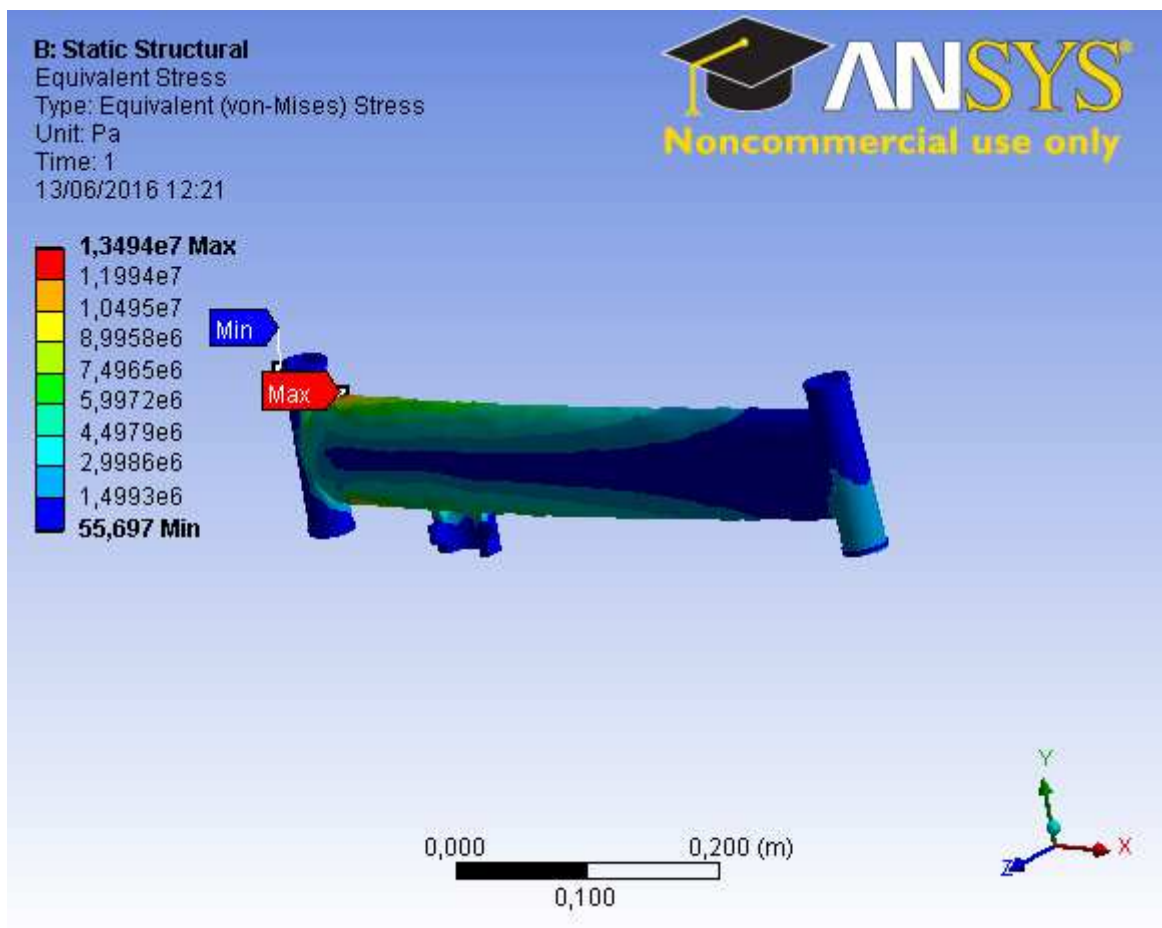 B: Static Structural
Equivalent Stress
Type: Equivalent (von-Mises) Stress
Unit: Pa
Time: 1
13/06/2016 12:21
ANSYS®
Noncommercial use only
1,3494e7 Max
1,1994e7
1,0495e7
8,9958e6
7,4965e6
5,9972e6
4,4979e6
2,9986e6
1,4993e6
55,697 Min
Min
Max
0,000
0,200 (m)
0,100
Y
X
Z